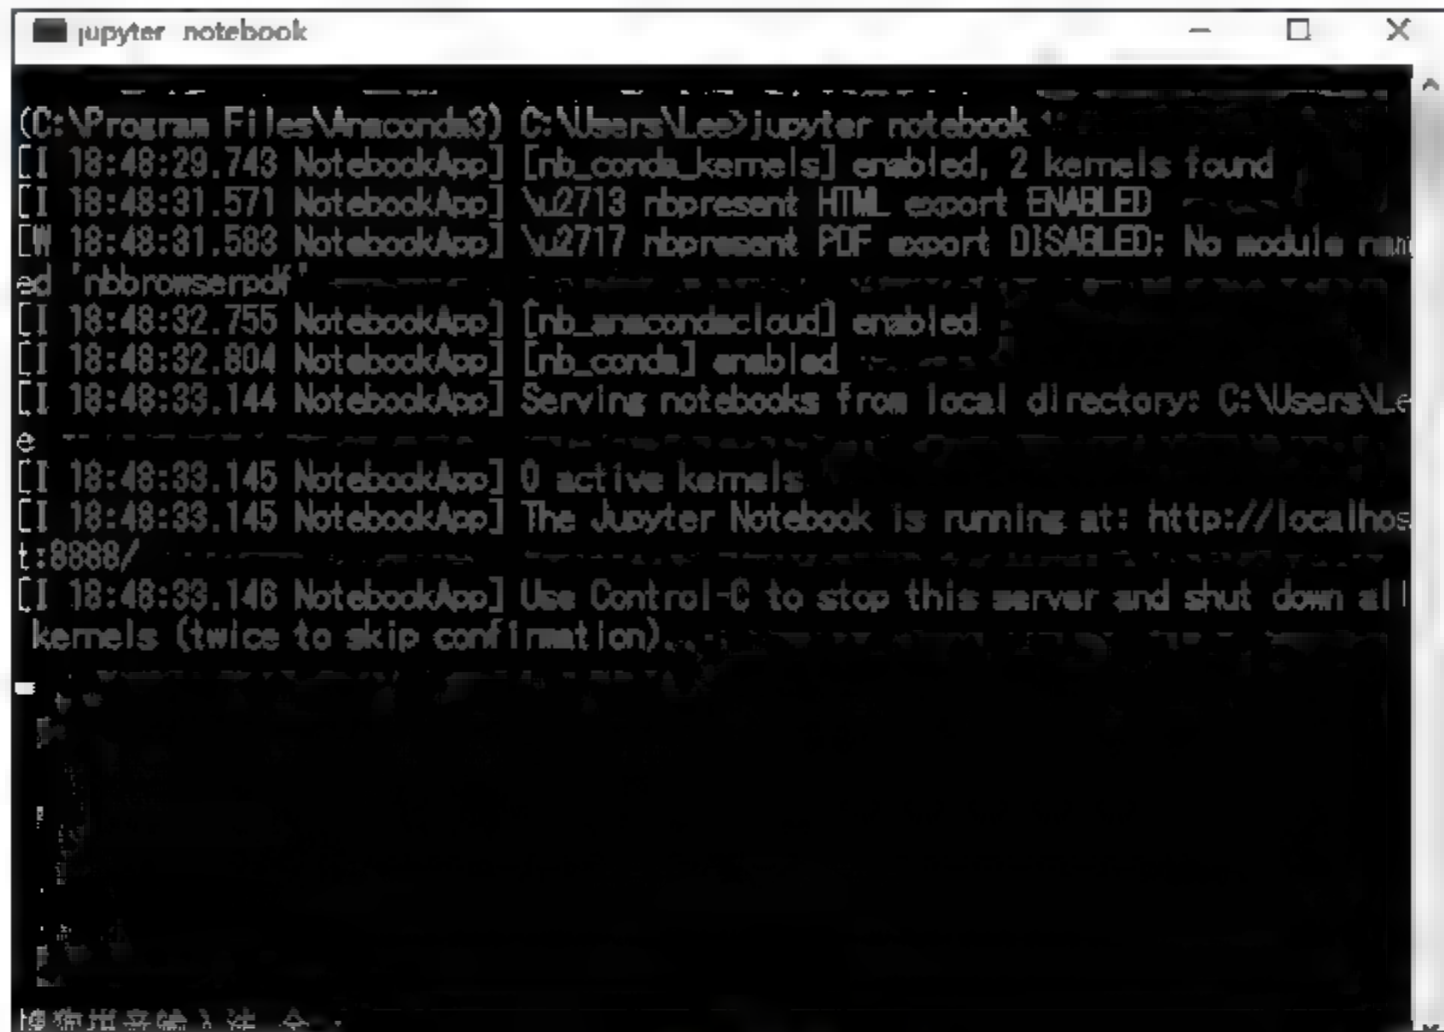 jupyter notebook
(C:\Program Files\Anaconda3) C:\Users\Lee>jupyter notebook
[I 18:48:29.743 NotebookApp] [nb_conda_kernels] enabled, 2 kernels found
[I 18:48:31.571 NotebookApp] \u2713 nbpresent HTML export ENABLED
[W 18:48:31.583 NotebookApp] \u2717 nbpresent PDF export DISABLED: No module nam
ed 'nbbrowserpdf'
[I 18:48:32.755 NotebookApp] [nb_anacondacloud] enabled
[I 18:48:32.804 NotebookApp] [nb_conda] enabled
[I 18:48:33.144 NotebookApp] Serving notebooks from local directory: C:\Users\Le
e
[I 18:48:33.145 NotebookApp] 0 active kernels
[I 18:48:33.145 NotebookApp] The Jupyter Notebook is running at: http://localhos
t:8888/
[I 18:48:33.146 NotebookApp] Use Control-C to stop this server and shut down all
kernels (twice to skip confirmation).